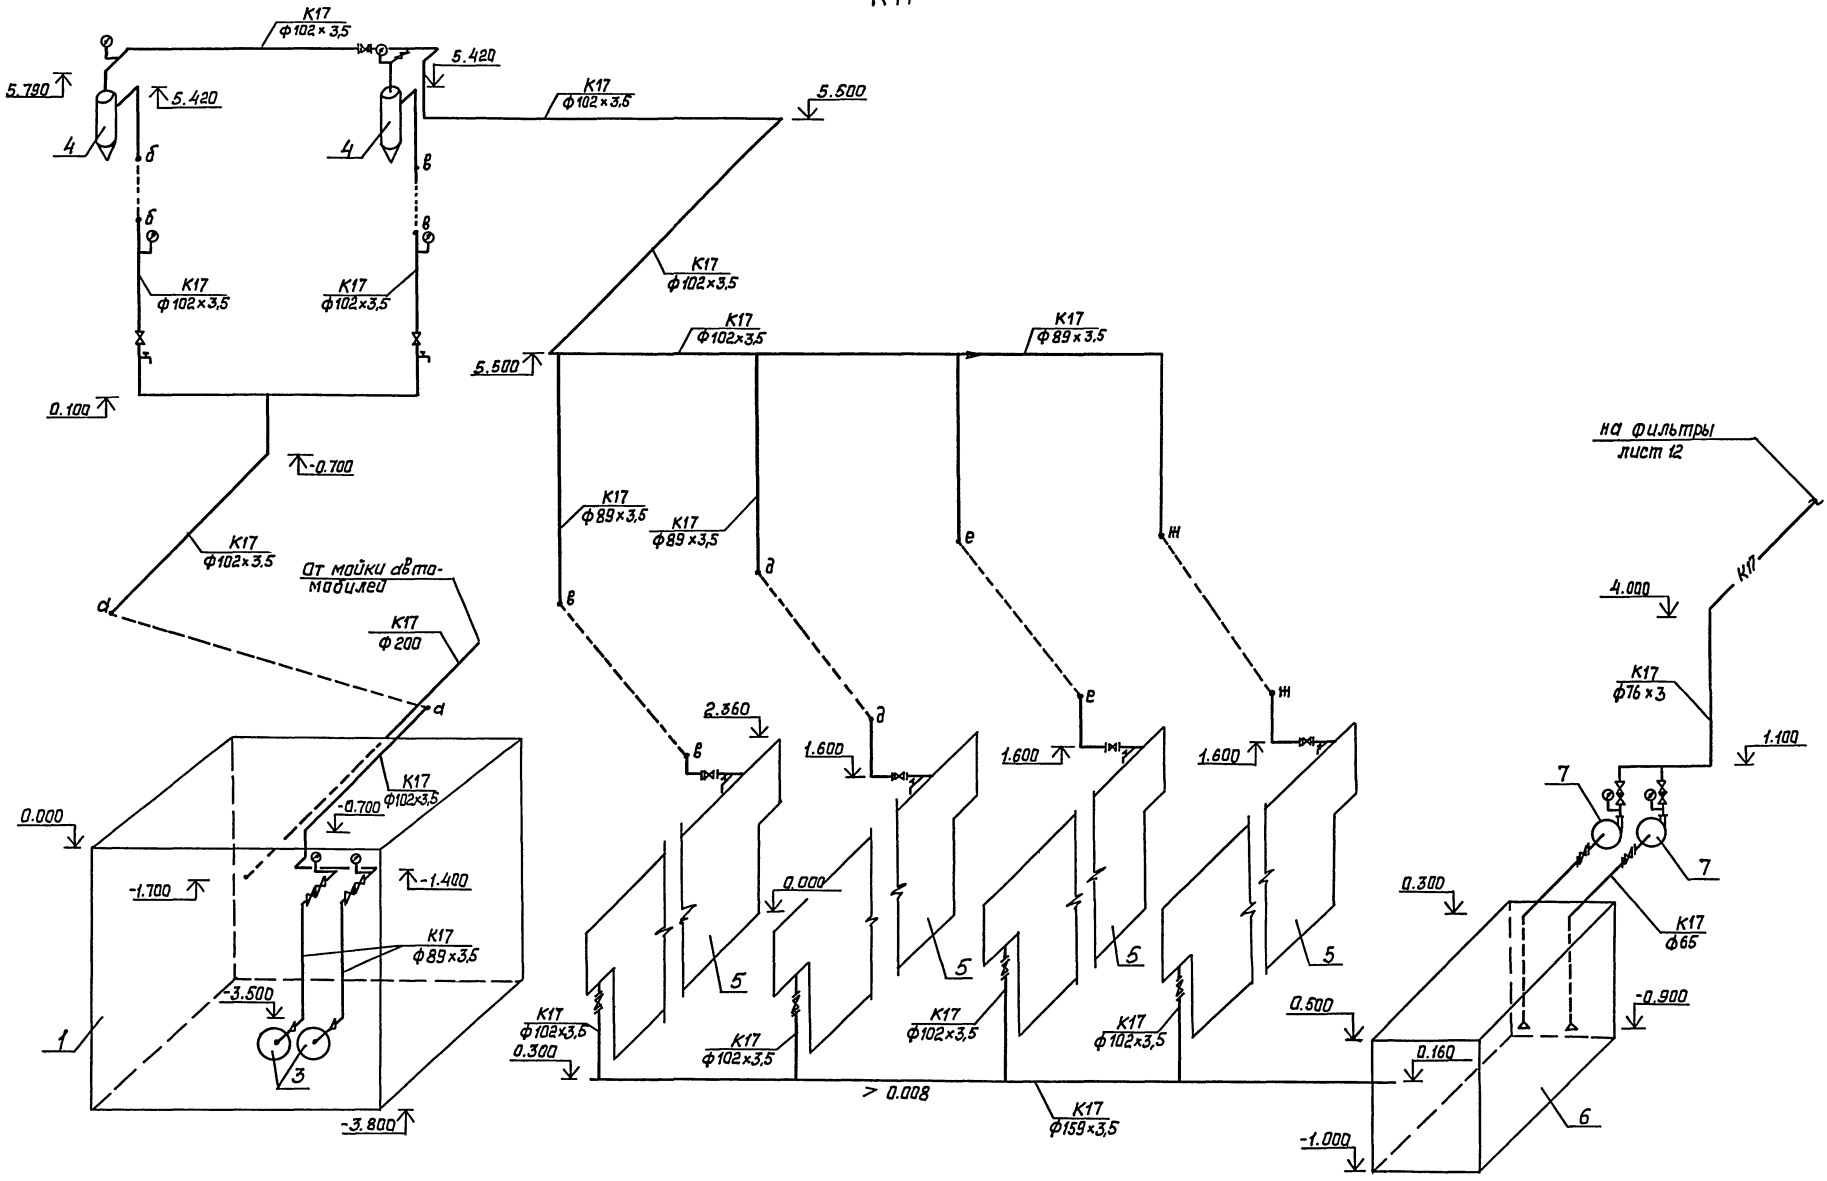 К17
К17
ф102×3,5
5.790
5.420
4
4
5.420
К17
ф102×3,5
5.500
б
б
в
в
К17
ф102×3,5
К17
ф102×3,5
К17
ф102×3,5
0.100
-0.700
К17
ф102×3.5
а
От мойки авто-
мобилей
К17
ф200
а
К17
ф102×3,5
-0.700
0.000
-1.700
-1.400
К17
ф89×3,5
-3.500
1
3
-3.800
5.500
К17
ф102×3,5
К17
ф89×3,5
К17
ф89×3,5
К17
ф89×3,5
в
д
е
ж
в
д
е
ж
2.360
1.600
1.600
1.600
0.000
5
5
5
5
К17
ф102×3,5
К17
ф102×3,5
К17
ф102×3,5
К17
ф102×3,5
0.300
> 0.008
К17
ф159×3,5
на фильтры
лист 12
К17
4.000
К17
ф76×3
1.100
7
7
0.300
К17
ф65
-0.900
0.500
0.160
-1.000
6